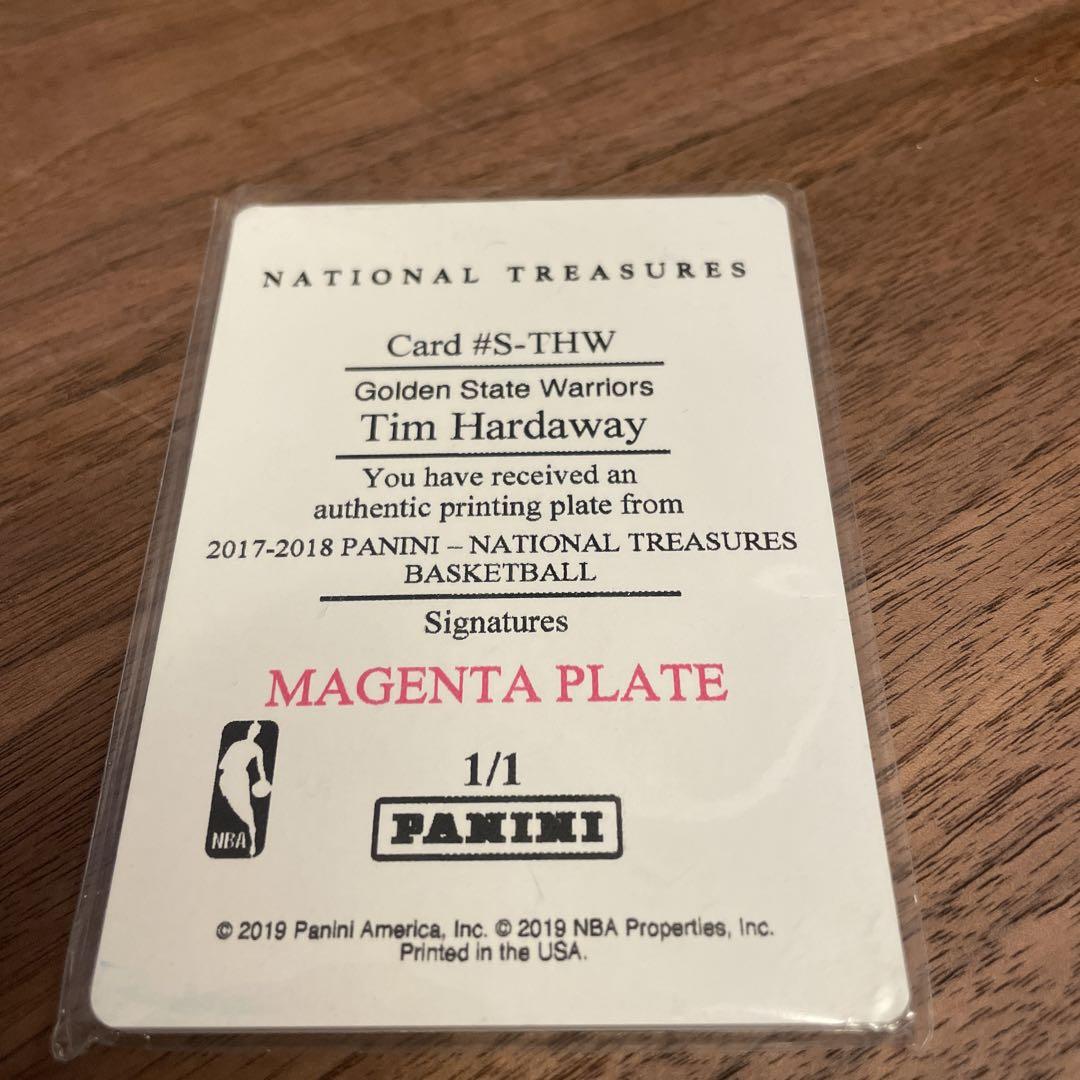 NATIONAL TREASURES
Card #S-THW
Golden State Warriors
Tim Hardaway
You have received an
authentic printing plate from
2017-2018 PANINI – NATIONAL TREASURES
BASKETBALL
Signatures
MAGENTA PLATE
1/1
NBA
PANINI
© 2019 Panini America, Inc. © 2019 NBA Properties, Inc.
Printed in the USA.